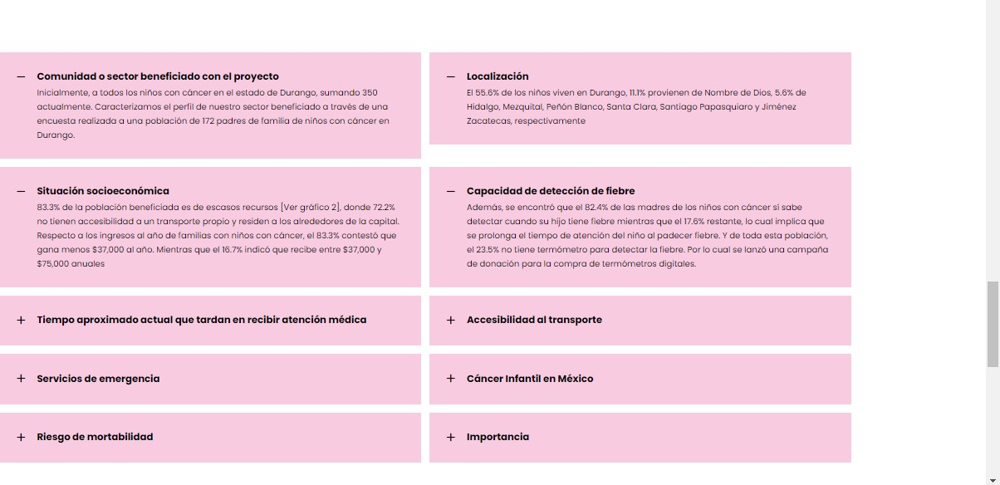 Comunidad o sector beneficiado con el proyecto
Inicialmente, a todos los niños con cáncer en el estado de Durango, sumando 350
actualmente. Caracterizamos el perfil de nuestro sector beneficiado a través de una
encuesta realizada a una población de 172 padres de familia de niños con cáncer en
Durango.
Localización
El 55.6% de los niños viven en Durango, 11.1% provienen de Nombre de Dios, 5.6% de
Hidalgo, Mezquital, Peñón Blanco, Santa Clara, Santiago Papasquiaro y Jiménez
Zacatecas, respectivamente
Situación socioeconómica
83.3% de la población beneficiada es de escasos recursos [Ver gráfico 2], donde 72.2%
no tienen accesibilidad a un transporte propio y residen a los alrededores de la capital.
Respecto a los ingresos al año de familias con niños con cáncer, el 83.3% contestó que
gana menos $37,000 al año. Mientras que el 16.7% indicó que recibe entre $37,000 y
$75,000 anuales
Capacidad de detección de fiebre
Además, se encontró que el 82.4% de las madres de los niños con cáncer sí sabe
detectar cuando su hijo tiene fiebre mientras que el 17.6% restante, lo cual implica que
se prolonga el tiempo de atención del niño al padecer fiebre. Y de toda esta población,
el 23.5% no tiene termómetro para detectar la fiebre. Por lo cual se lanzó una campaña
de donación para la compra de termómetros digitales.
Tiempo aproximado actual que tardan en recibir atención médica
Accesibilidad al transporte
Servicios de emergencia
Cáncer Infantil en México
Riesgo de mortabilidad
Importancia